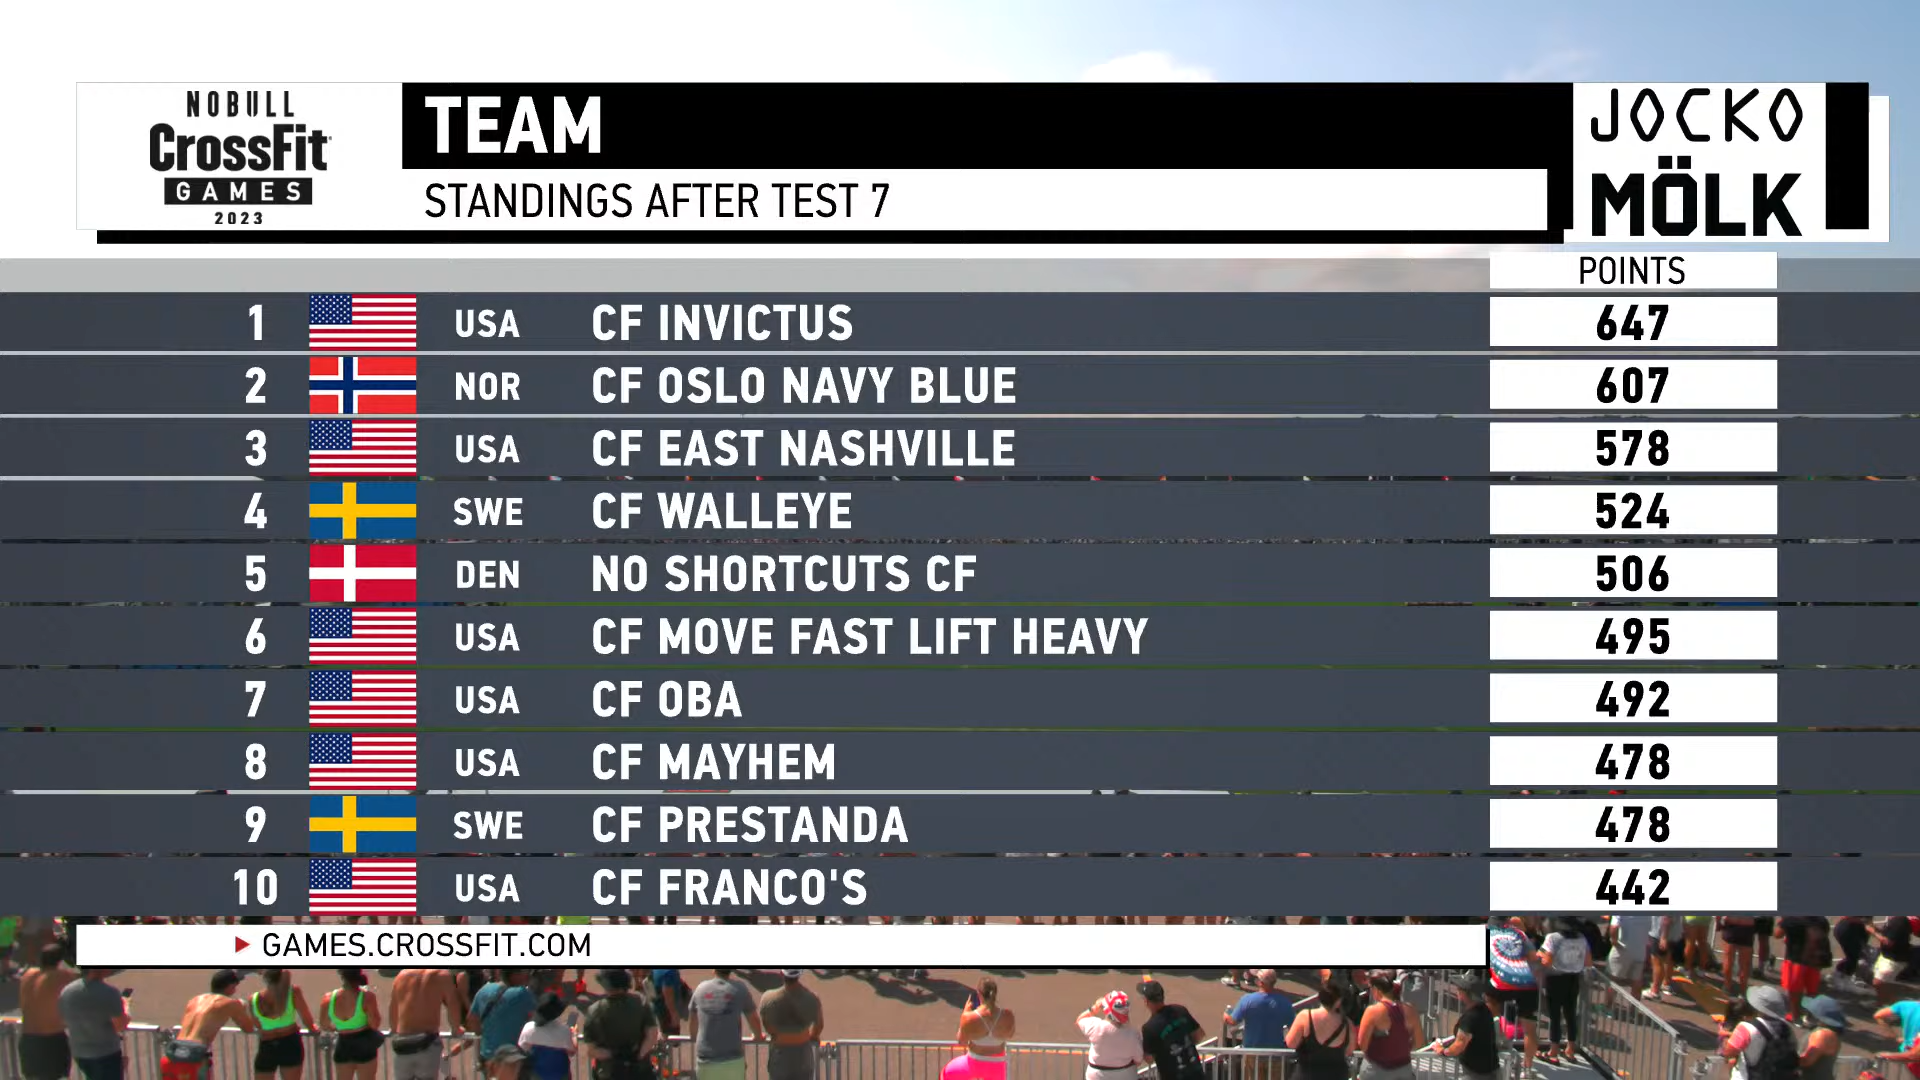 NOBULL
CrossFit
GAMES
2023
TEAM
STANDINGS AFTER TEST 7
JOCKO
MÖLK
POINTS
1 USA CF INVICTUS 647
2 NOR CF OSLO NAVY BLUE 607
3 USA CF EAST NASHVILLE 578
4 SWE CF WALLEYE 524
5 DEN NO SHORTCUTS CF 506
6 USA CF MOVE FAST LIFT HEAVY 495
7 USA CF OBA 492
8 USA CF MAYHEM 478
9 SWE CF PRESTANDA 478
10 USA CF FRANCO'S 442
GAMES.CROSSFIT.COM